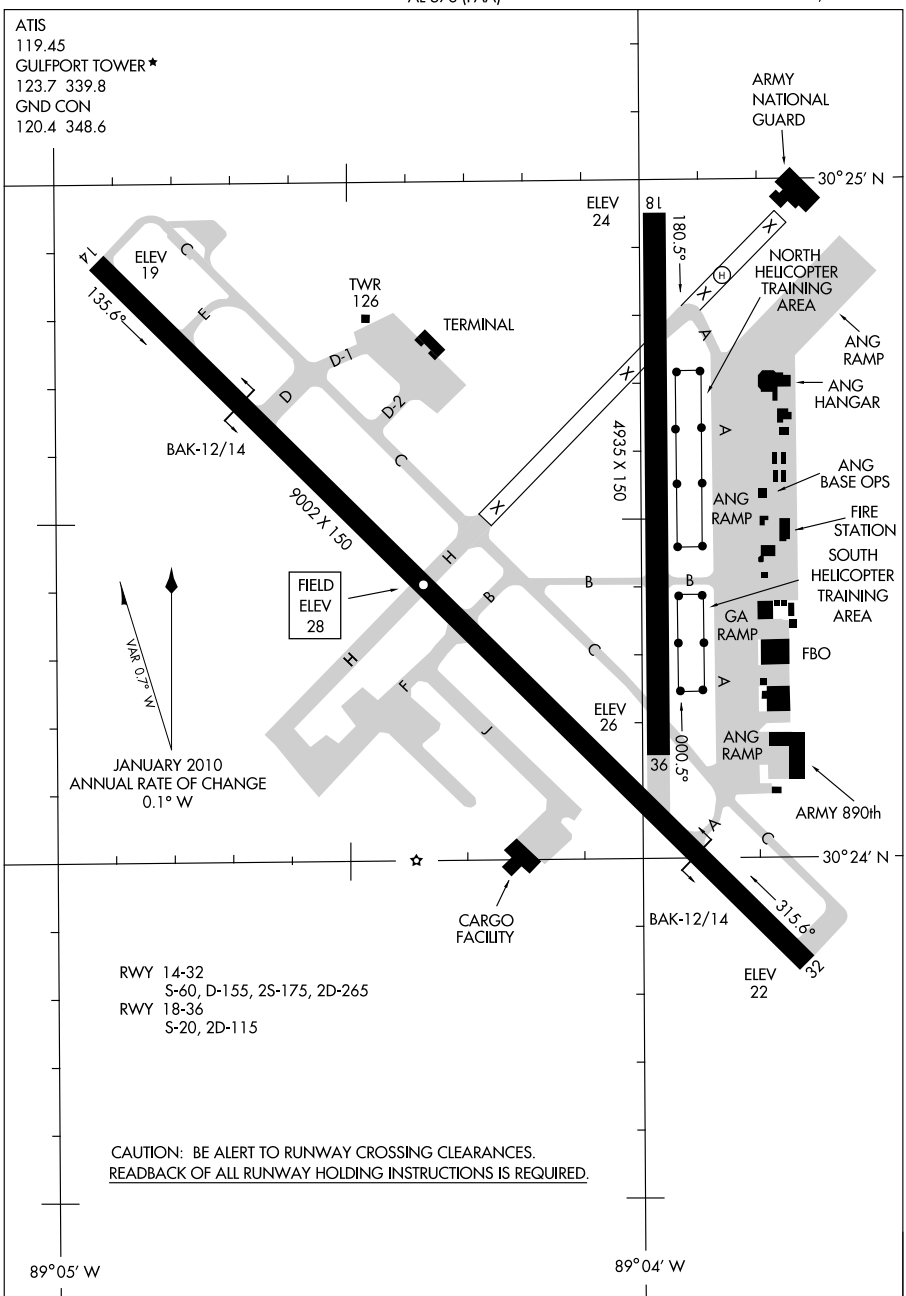 AL-578 (FAA)
ATIS
119.45
GULFPORT TOWER★
123.7 339.8
GND CON
120.4 348.6
ARMY
NATIONAL
GUARD
30°25' N
ELEV
24
18
180.5°
X
H
X
NORTH
HELICOPTER
TRAINING
AREA
14
ELEV
19
135.6°
C
E
TWR
126
TERMINAL
D-1
D
D-2
C
BAK-12/14
9002 X 150
X
X
4935 X 150
A
A
ANG
RAMP
ANG
HANGAR
ANG
BASE OPS
ANG
RAMP
FIRE
STATION
SOUTH
HELICOPTER
TRAINING
AREA
FIELD
ELEV
28
H
B
B
B
H
F
J
C
GA
RAMP
FBO
A
ELEV
26
36
000.5°
ANG
RAMP
ARMY 890th
VAR 0.7° W
JANUARY 2010
ANNUAL RATE OF CHANGE
0.1° W
A
C
30°24' N
CARGO
FACILITY
BAK-12/14
315.6°
32
ELEV
22
RWY 14-32
S-60, D-155, 2S-175, 2D-265
RWY 18-36
S-20, 2D-115
CAUTION: BE ALERT TO RUNWAY CROSSING CLEARANCES.
READBACK OF ALL RUNWAY HOLDING INSTRUCTIONS IS REQUIRED.
89°05' W
89°04' W